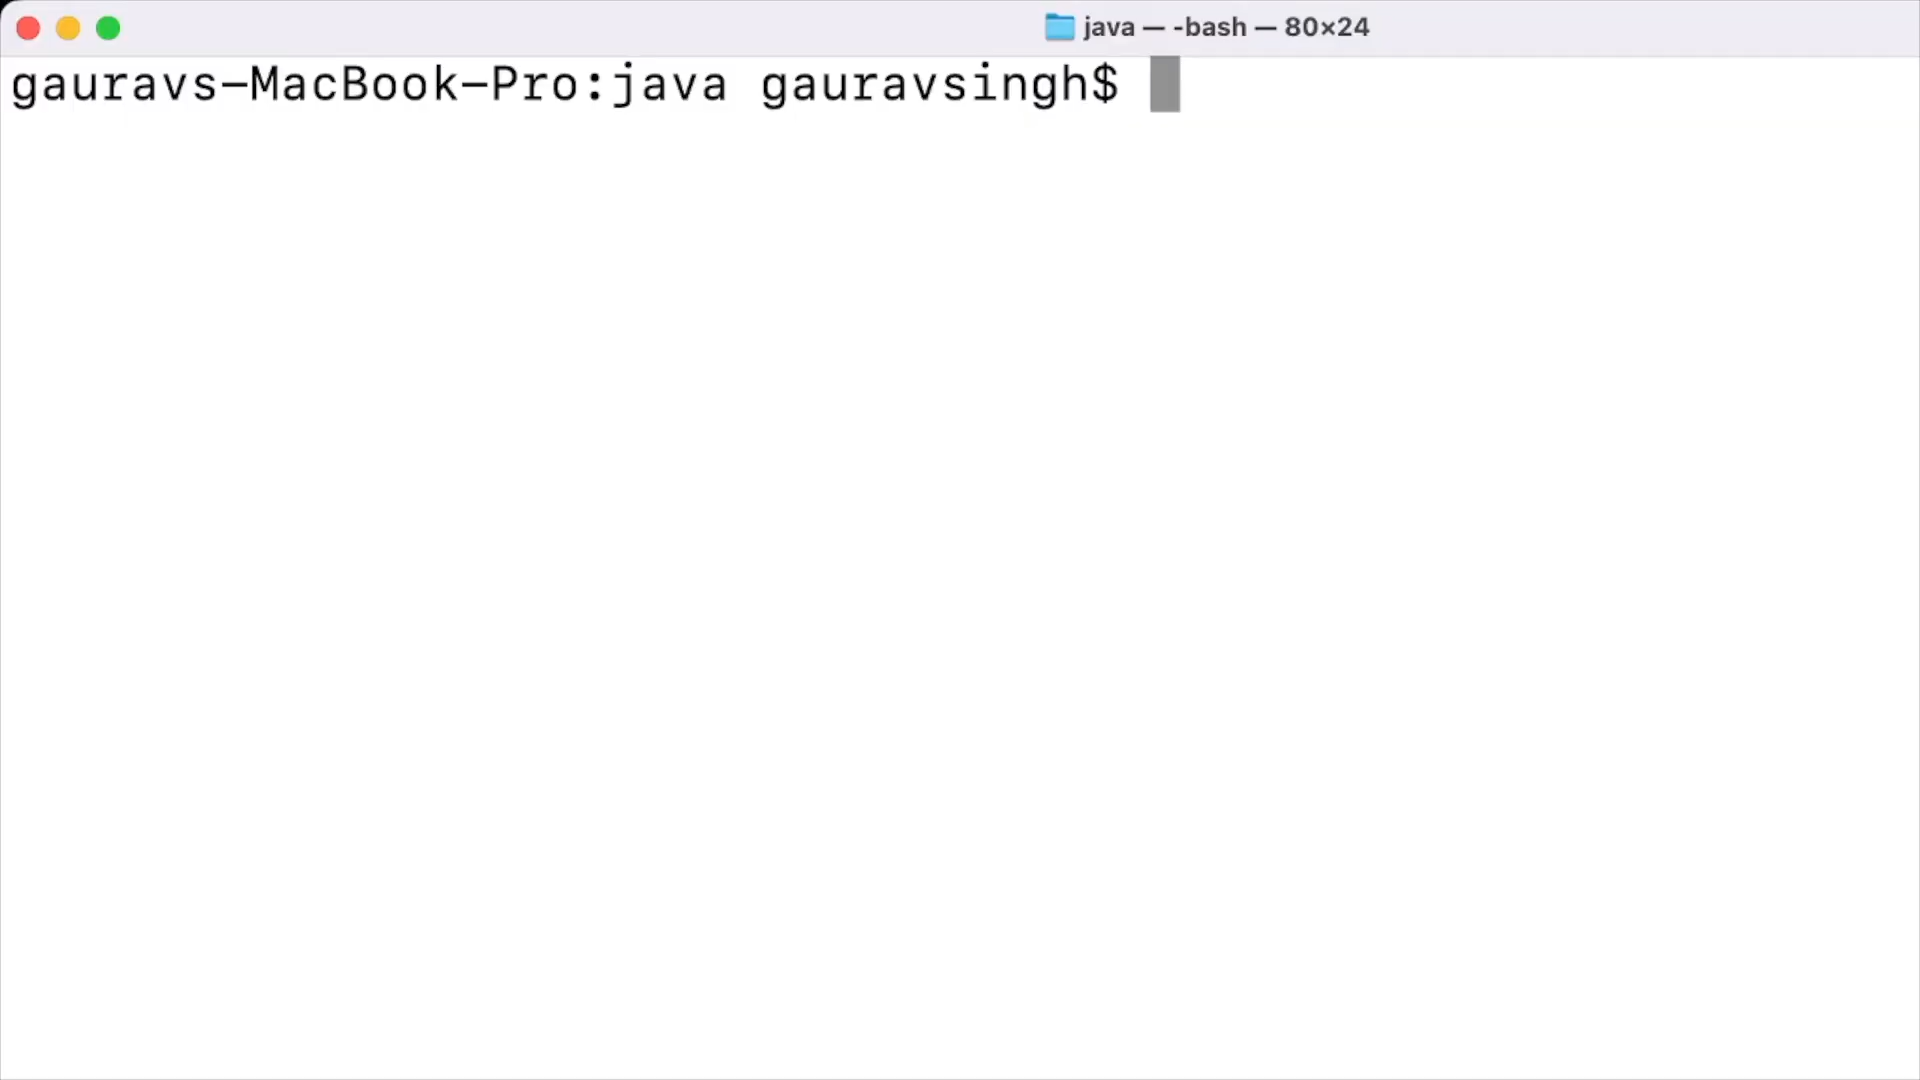 java — -bash — 80×24
gauravs-MacBook-Pro:java gauravsingh$